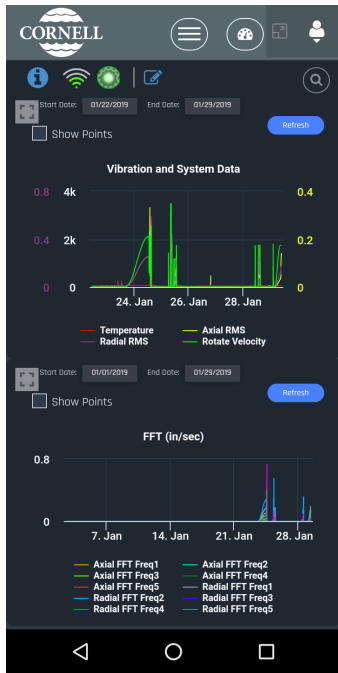 CORNELL
Start Date: 01/22/2019 End Date: 01/29/2019
Refresh
Show Points
Vibration and System Data
0.8 4k 0.4
0.4 2k 0.2
0 0 0
24. Jan 26. Jan 28. Jan
Temperature Axial RMS
Radial RMS Rotate Velocity
Start Date: 01/01/2019 End Date: 01/29/2019
Refresh
Show Points
FFT (in/sec)
0.8
0
7. Jan 14. Jan 21. Jan 28. Jan
Axial FFT Freq1 Axial FFT Freq2
Axial FFT Freq3 Axial FFT Freq4
Axial FFT Freq5 Radial FFT Freq1
Radial FFT Freq2 Radial FFT Freq3
Radial FFT Freq4 Radial FFT Freq5